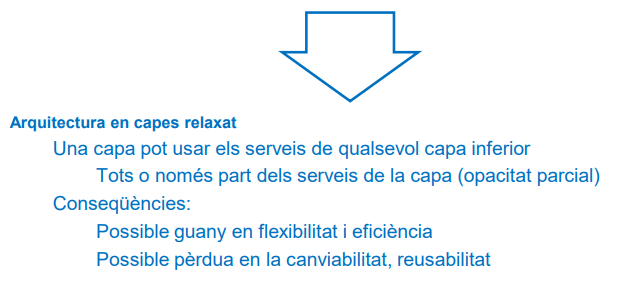 Arquitectura en capes relaxat
Una capa pot usar els serveis de qualsevol capa inferior
Tots o només part dels serveis de la capa (opacitat parcial)
Conseqüències:
Possible guany en flexibilitat i eficiència
Possible pèrdua en la canviabilitat, reusabilitat